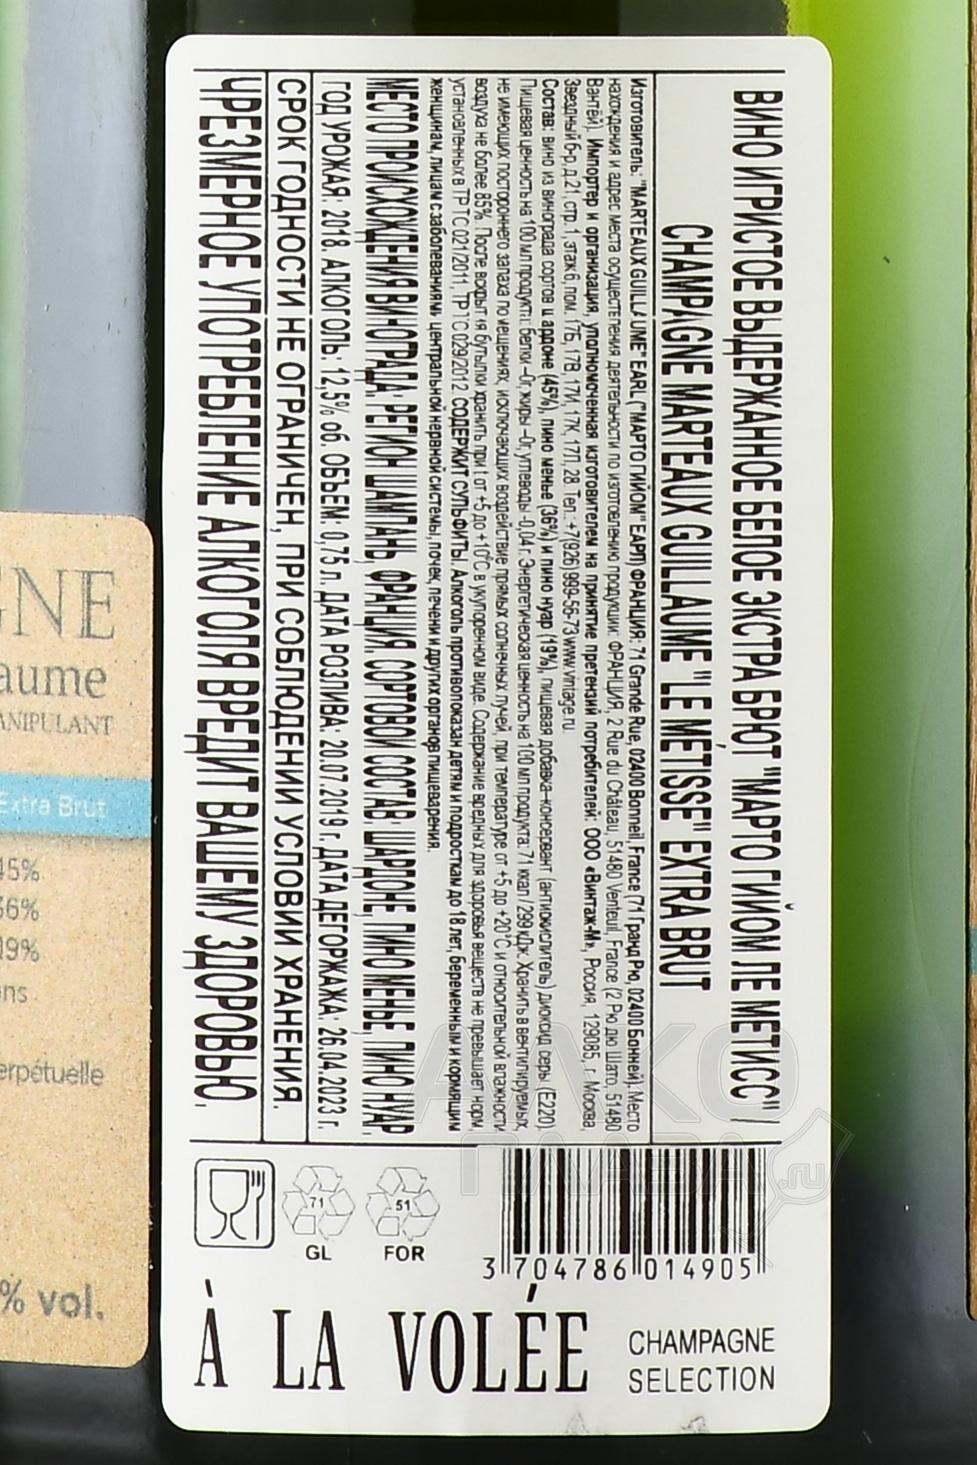 ВИНО ИГРИСТОЕ ВЫДЕРЖАННОЕ БЕЛОЕ ЭКСТРА БРЮТ "МАРТО ГИЙОМ ЛЕ МЕТИСС" /
CHAMPAGNE MARTEAUX GUILLAUME "LE METISSE" EXTRA BRUT
Изготовитель: "MARTEAUX GUILLAUME" EARL ("МАРТО ГИЙОМ" ЕАРЛ) ФРАНЦИЯ: 71 Grande Rue, 02400 Bonneil, France (71 Гранд Рю, 02400 Бонней). Место
нахождения и адрес места осуществления деятельности по изготовлению продукции: ФРАНЦИЯ, 2 Rue du Château, 51480 Venteuil, France (2 Рю дю Шато, 51480
Вантёй). Импортер и организация, уполномоченная изготовителем на принятие претензий потребителей: ООО «Винтаж-М», Россия, 129085, г. Москва,
Звездный б-р, д. 21, стр. 1, этаж 6, пом. 17Б, 17В, 17И, 17К, 17Л, 28. Тел.: +7(926) 999-56-73 www.vintage.ru.
Состав: вино из винограда сортов шардоне (45%), пино менье (36%) и пино нуар (19%), пищевая добавка-консервант (антиокислитель) диоксид серы (E220)
Пищевая ценность на 100 мл продукта: белки –0г, жиры –0г, углеводы -0,04 г. Энергетическая ценность на 100 мл продукта: 71 ккал / 299 кДж. Хранить в вентилируемых,
не имеющих постороннего запаха помещениях, исключающих воздействие прямых солнечных лучей, при температуре от +5 до +20°С и относительной влажности
воздуха не более 85%. После вскрытия бутылки хранить при t от +5 до +10°С в укупоренном виде. Содержание вредных для здоровья веществ не превышает норм,
установленных в ТР ТС 021/2011, ТР ТС 029/2012. СОДЕРЖИТ СУЛЬФИТЫ. Алкоголь противопоказан детям и подросткам до 18 лет, беременным и кормящим
женщинам, лицам с заболеваниями центральной нервной системы, почек, печени и других органов пищеварения.
МЕСТО ПРОИСХОЖДЕНИЯ ВИНОГРАДА: РЕГИОН ШАМПАНЬ, ФРАНЦИЯ, СОРТОВОЙ СОСТАВ: ШАРДОНЕ, ПИНО МЕНЬЕ, ПИНО НУАР,
ГОД УРОЖАЯ: 2018. АЛКОГОЛЬ: 12,5% об. ОБЪЕМ: 0,75 л. ДАТА РОЗЛИВА: 20.07.2019 г. ДАТА ДЕГОРЖАЖА: 26.04.2023 г.
СРОК ГОДНОСТИ НЕ ОГРАНИЧЕН, ПРИ СОБЛЮДЕНИИ УСЛОВИЙ ХРАНЕНИЯ.
ЧРЕЗМЕРНОЕ УПОТРЕБЛЕНИЕ АЛКОГОЛЯ ВРЕДИТ ВАШЕМУ ЗДОРОВЬЮ.
71
GL
51
FOR
3 704786 014905
À LA VOLÉE
CHAMPAGNE
SELECTION
GNE
aume
ANIPULANT
Extra Brut
45%
36%
19%
ns
erpétuelle
% vol.
АЛКО
ПЛАЗА.ru